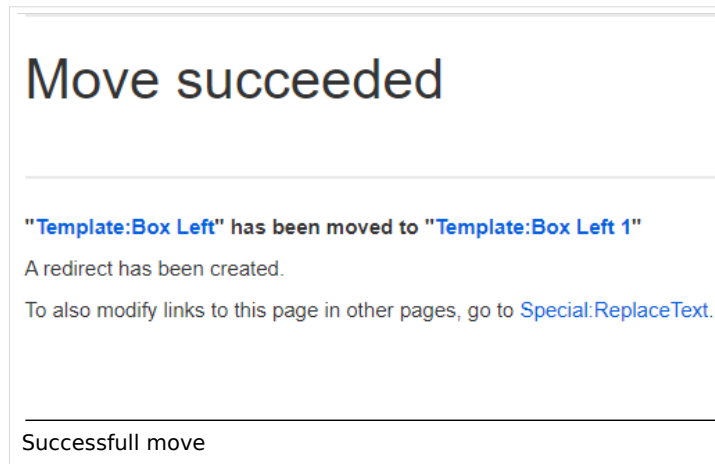 Move succeeded
"Template:Box Left" has been moved to "Template:Box Left 1"
A redirect has been created.
To also modify links to this page in other pages, go to Special:ReplaceText.
Successfull move